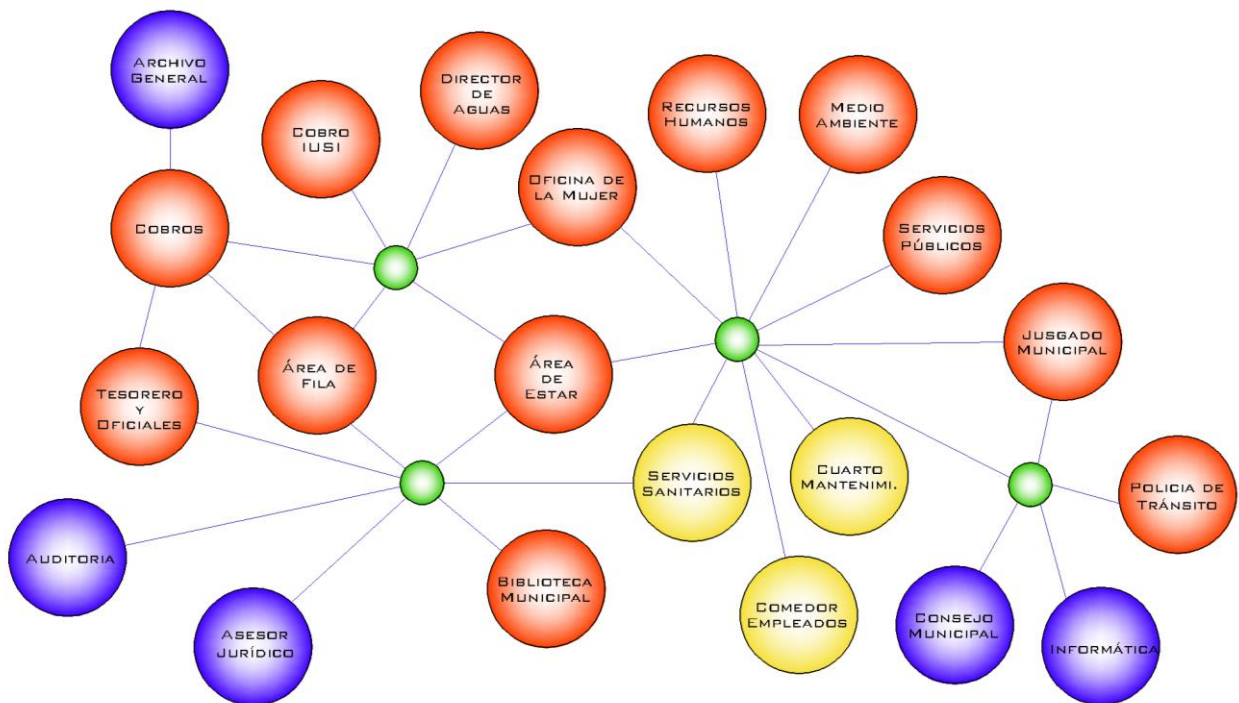 ARCHIVO
GENERAL
COBRO
IUSI
DIRECTOR
DE
AGUAS
RECURSOS
HUMANOS
MEDIO
AMBIENTE
OFICINA DE
LA MUJER
COBROS
SERVICIOS
PÚBLICOS
JUSGADO
MUNICIPAL
ÁREA DE
FILA
ÁREA
DE
ESTAR
TESORERO
Y
OFICIALES
SERVICIOS
SANITARIOS
CUARTO
MANTENIMI.
POLICIA DE
TRÁNSITO
AUDITORIA
BIBLIOTECA
MUNICIPAL
COMEDOR
EMPLEADOS
ASESOR
JURÍDICO
CONSEJO
MUNICIPAL
INFORMÁTICA